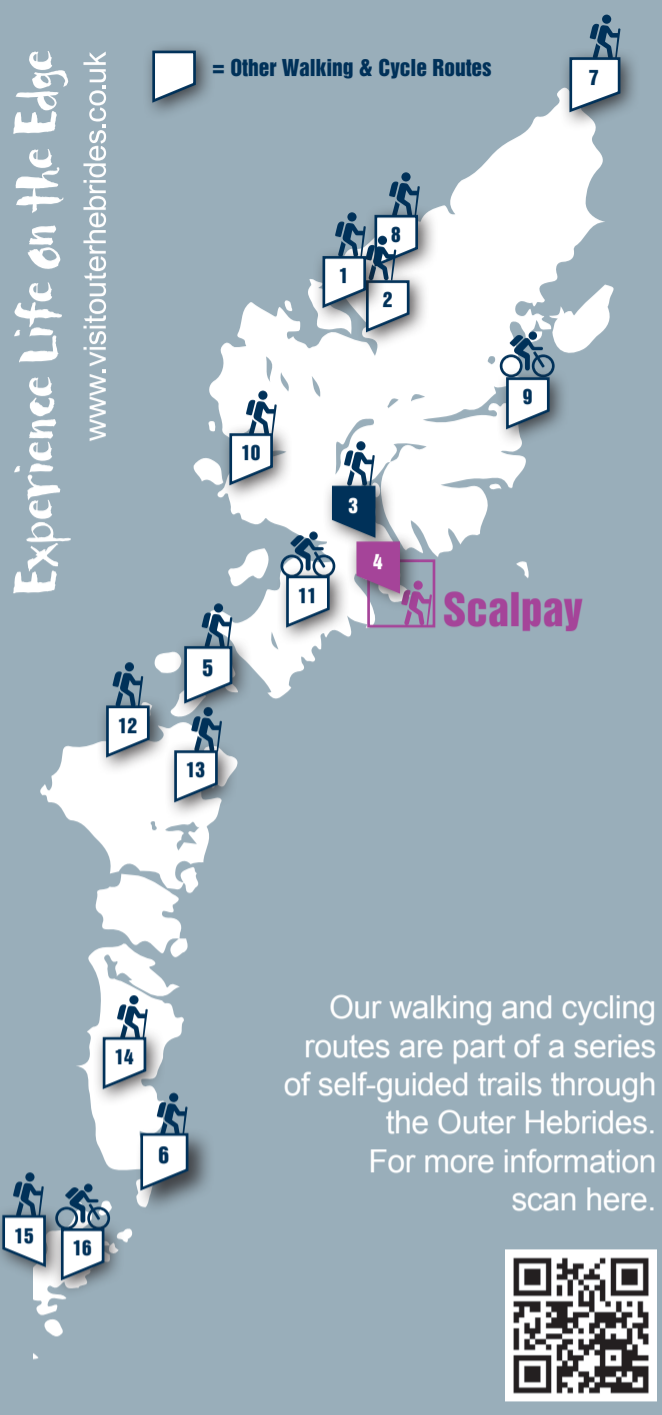 Experience Life on the Edge
www.visitouterhebrides.co.uk
= Other Walking & Cycle Routes
7
8
1
2
9
10
3
4
Scalpay
11
5
12
13
14
6
15
16
Our walking and cycling
routes are part of a series
of self-guided trails through
the Outer Hebrides.
For more information
scan here.